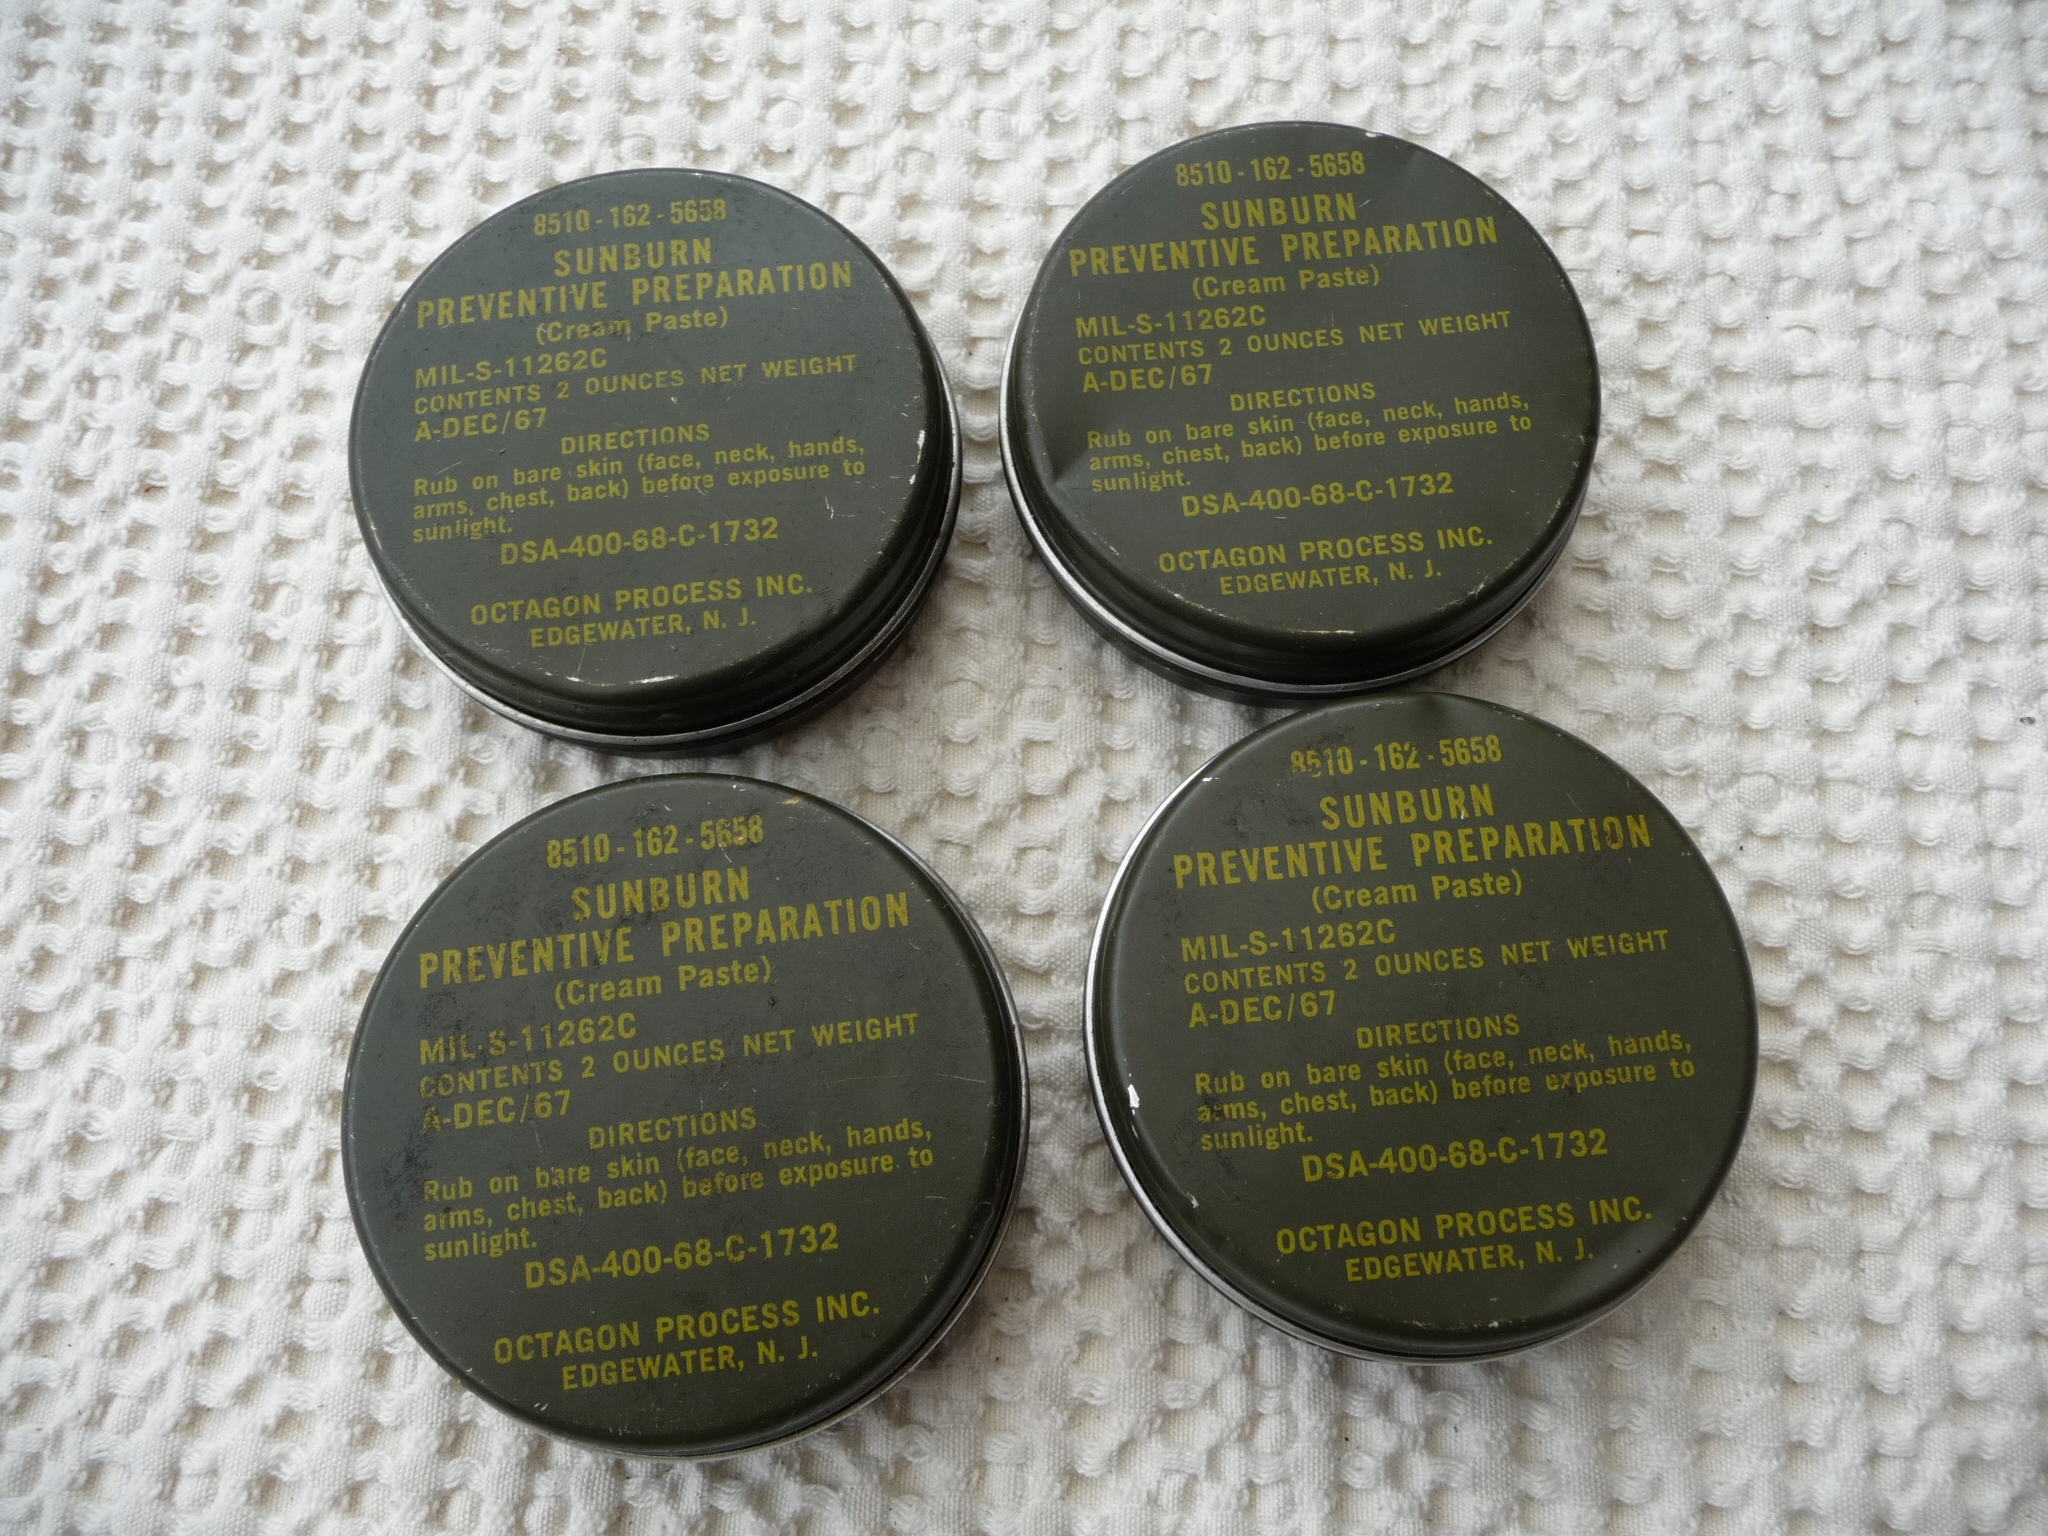 8510-162-5658
SUNBURN
PREVENTIVE PREPARATION
(Cream Paste)
MIL-S-11262C
CONTENTS 2 OUNCES NET WEIGHT
A-DEC/67
DIRECTIONS
Rub on bare skin (face, neck, hands,
arms, chest, back) before exposure to
sunlight.
DSA-400-68-C-1732
OCTAGON PROCESS INC.
EDGEWATER, N. J.
8510-162-5658
SUNBURN
PREVENTIVE PREPARATION
(Cream Paste)
MIL-S-11262C
CONTENTS 2 OUNCES NET WEIGHT
A-DEC/67
DIRECTIONS
Rub on bare skin (face, neck, hands,
arms, chest, back) before exposure to
sunlight.
DSA-400-68-C-1732
OCTAGON PROCESS INC.
EDGEWATER, N. J.
8510-162-5658
SUNBURN
PREVENTIVE PREPARATION
(Cream Paste)
MIL-S-11262C
CONTENTS 2 OUNCES NET WEIGHT
A-DEC/67
DIRECTIONS
Rub on bare skin (face, neck, hands,
arms, chest, back) before exposure to
sunlight.
DSA-400-68-C-1732
OCTAGON PROCESS INC.
EDGEWATER, N. J.
8510-162-5658
SUNBURN
PREVENTIVE PREPARATION
(Cream Paste)
MIL-S-11262C
CONTENTS 2 OUNCES NET WEIGHT
A-DEC/67
DIRECTIONS
Rub on bare skin (face, neck, hands,
arms, chest, back) before exposure to
sunlight.
DSA-400-68-C-1732
OCTAGON PROCESS INC.
EDGEWATER, N. J.